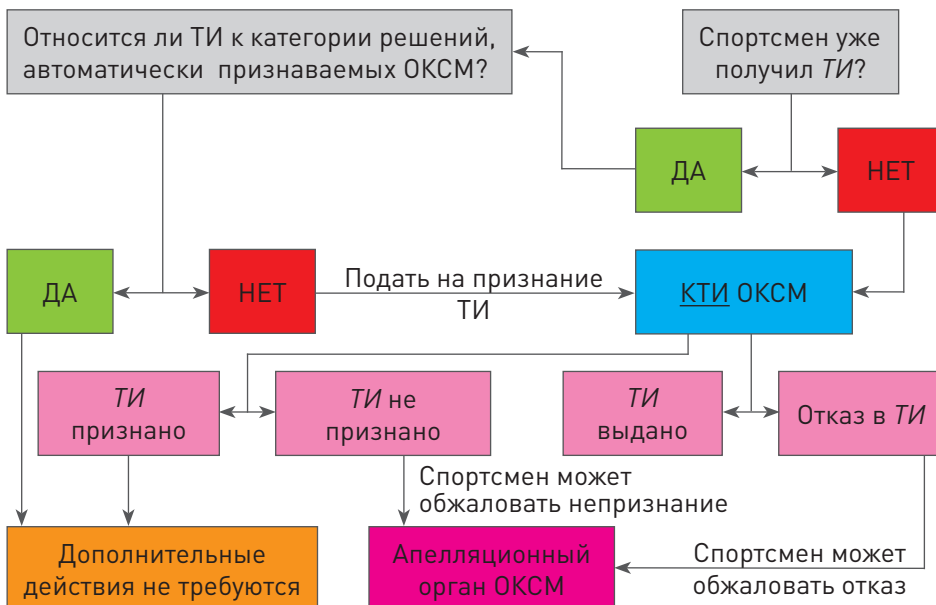 Относится ли ТИ к категории решений,
автоматически признаваемых ОКСМ?
Спортсмен уже
получил ТИ?
ДА
НЕТ
ДА
НЕТ
Подать на признание
ТИ
КТИ ОКСМ
ТИ
признано
ТИ не
признано
ТИ
выдано
Отказ в ТИ
Спортсмен может
обжаловать непризнание
Дополнительные
действия не требуются
Апелляционный
орган ОКСМ
Спортсмен может
обжаловать отказ